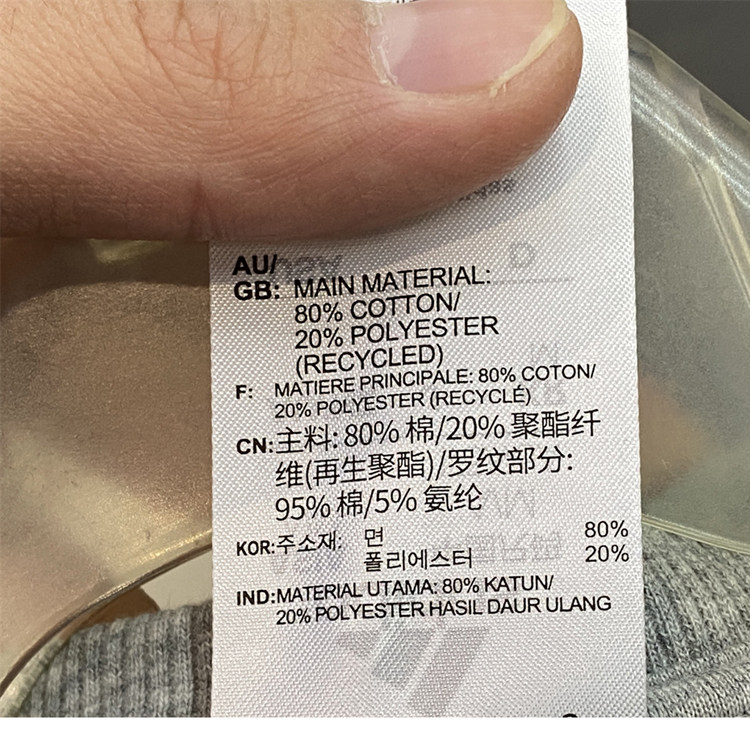 AU/
GB: MAIN MATERIAL:
80% COTTON/
20% POLYESTER
(RECYCLED)
F: MATIERE PRINCIPALE: 80% COTON/
20% POLYESTER (RECYCLÉ)
CN:主料: 80% 棉/20% 聚酯纤
维(再生聚酯)/罗纹部分:
95% 棉/5% 氨纶
KOR:주소재: 면 80%
폴리에스터 20%
IND:MATERIAL UTAMA: 80% KATUN/
20% POLYESTER HASIL DAUR ULANG